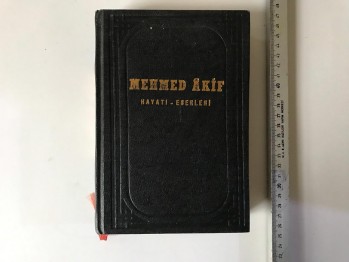 MEHMED ÂKİF
HAYATI - ESERLERİ